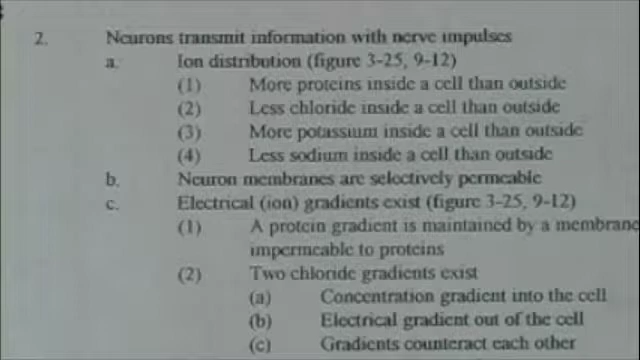 2. Neurons transmit information with nerve impulses
a. Ion distribution (figure 3-25, 9-12)
(1) More proteins inside a cell than outside
(2) Less chloride inside a cell than outside
(3) More potassium inside a cell than outside
(4) Less sodium inside a cell than outside
b. Neuron membranes are selectively permeable
c. Electrical (ion) gradients exist (figure 3-25, 9-12)
(1) A protein gradient is maintained by a membrane
impermeable to proteins
(2) Two chloride gradients exist
(a) Concentration gradient into the cell
(b) Electrical gradient out of the cell
(c) Gradients counteract each other